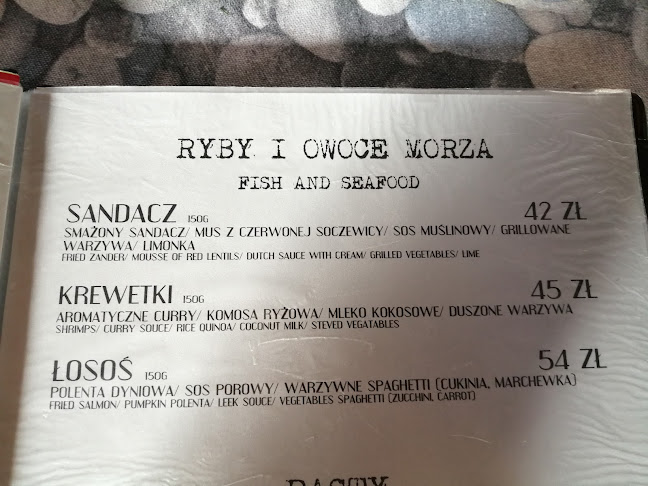 RYBY I OWOCE MORZA
FISH AND SEAFOOD
SANDACZ 150G 42 ZŁ
SMAŻONY SANDACZ/ MUS Z CZERWONEJ SOCZEWICY/ SOS MUŚLINOWY/ GRILLOWANE
WARZYWA/ LIMONKA
FRIED ZANDER/ MOUSSE OF RED LENTILS/ DUTCH SAUCE WITH CREAM/ GRILLED VEGETABLES/ LIME
KREWETKI 150G 45 ZŁ
AROMATYCZNE CURRY/ KOMOSA RYŻOWA/ MLEKO KOKOSOWE/ DUSZONE WARZYWA
SHRIMPS/ CURRY SOUCE/ RICE QUINOA/ COCONUT MILK/ STEVED VEGATABLES
ŁOSOŚ 150G 54 ZŁ
POLENTA DYNIOWA/ SOS POROWY/ WARZYWNE SPAGHETTI (CUKINIA, MARCHEWKA)
FRIED SALMON/ PUMPKIN POLENTA/ LEEK SOUCE/ VEGETABLES SPAGHETTI (ZUCCHINI, CARROT)